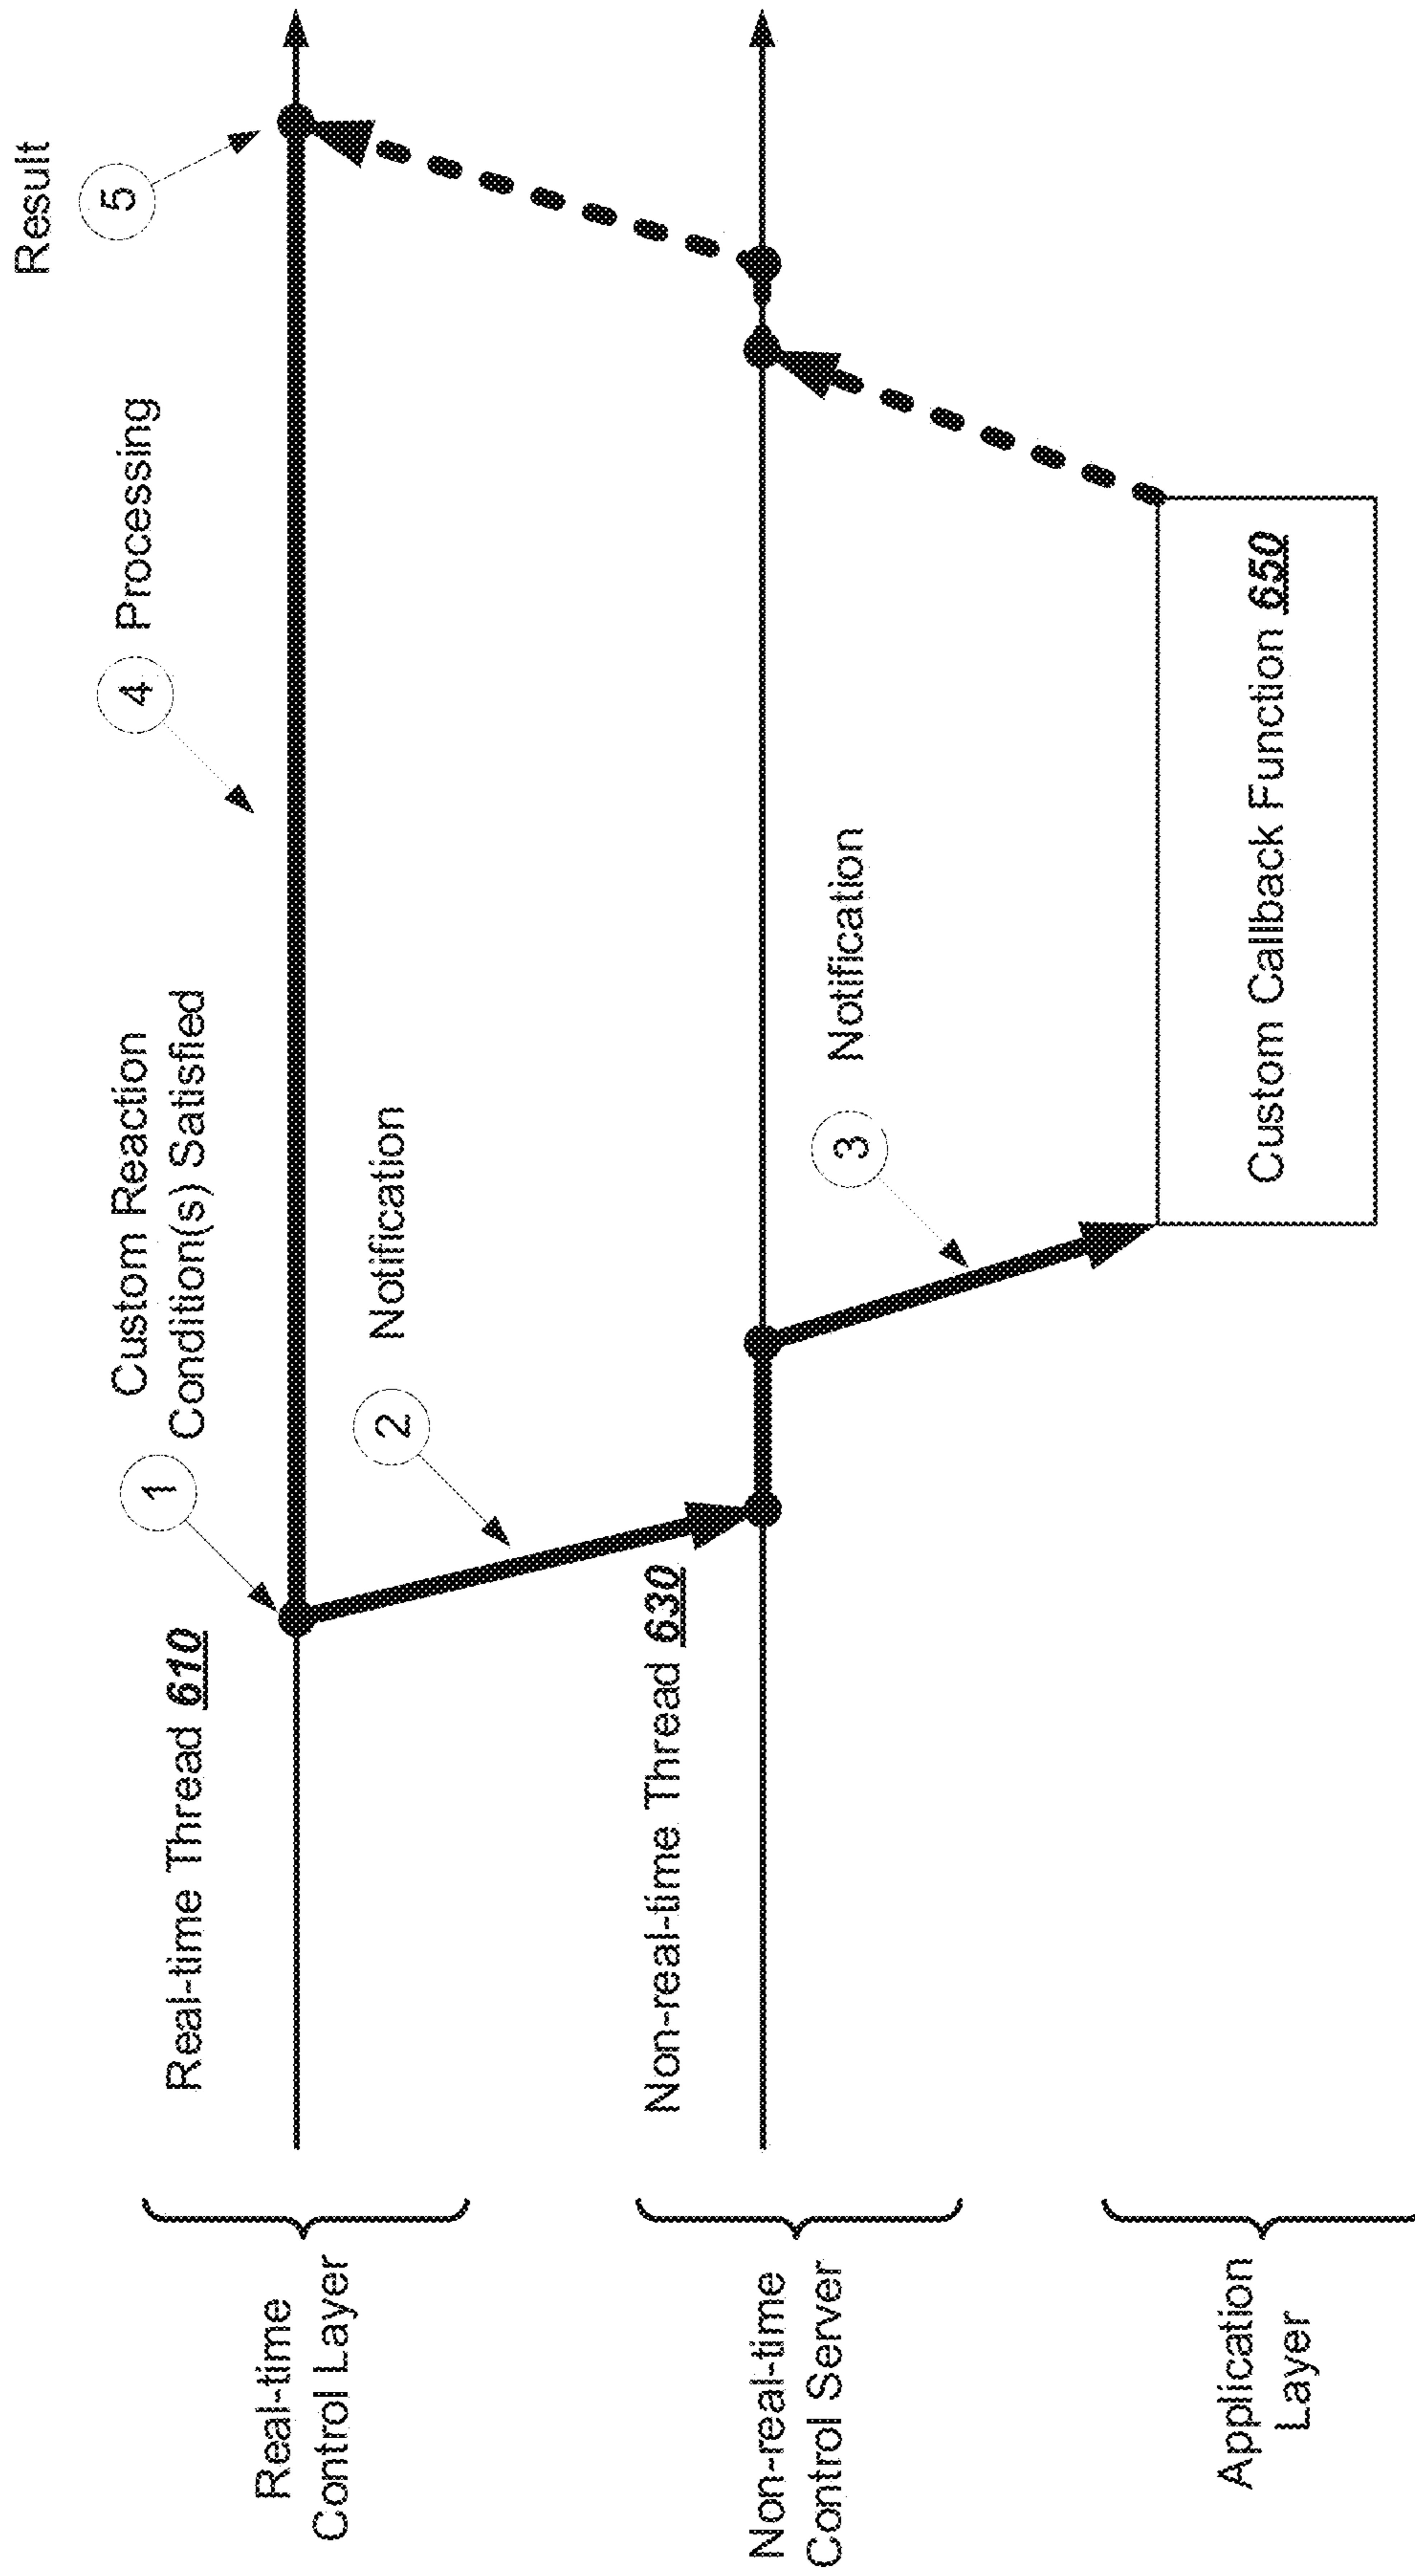 Real-time
Control Layer
Real-time Thread 610
1
Custom Reaction
Condition(s) Satisfied
4
Processing
5
Result
2
Notification
Non-real-time
Control Server
Non-real-time Thread 630
3
Notification
Application
Layer
Custom Callback Function 650